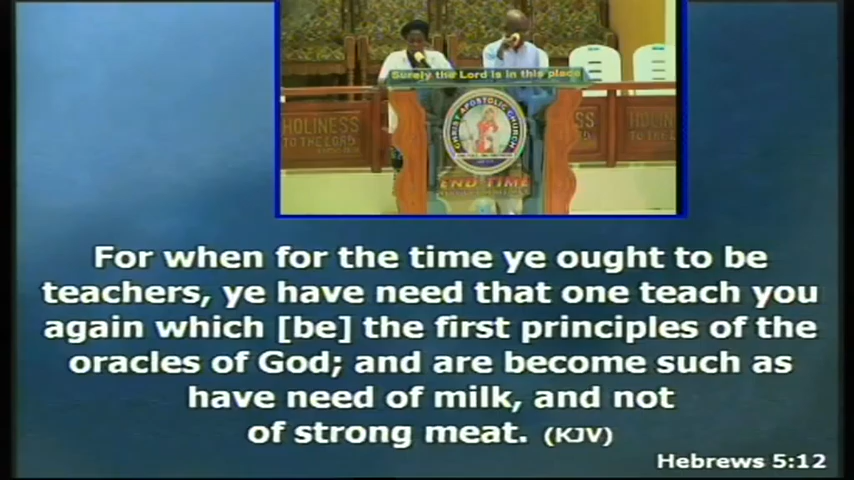 Surely the Lord is in this place
CHRIST APOSTOLIC CHURCH
HOLINESS
TO THE LORD
HOLINESS
TO THE LORD
END TIME
For when for the time ye ought to be
teachers, ye have need that one teach you
again which [be] the first principles of the
oracles of God; and are become such as
have need of milk, and not
of strong meat. (KJV)
Hebrews 5:12